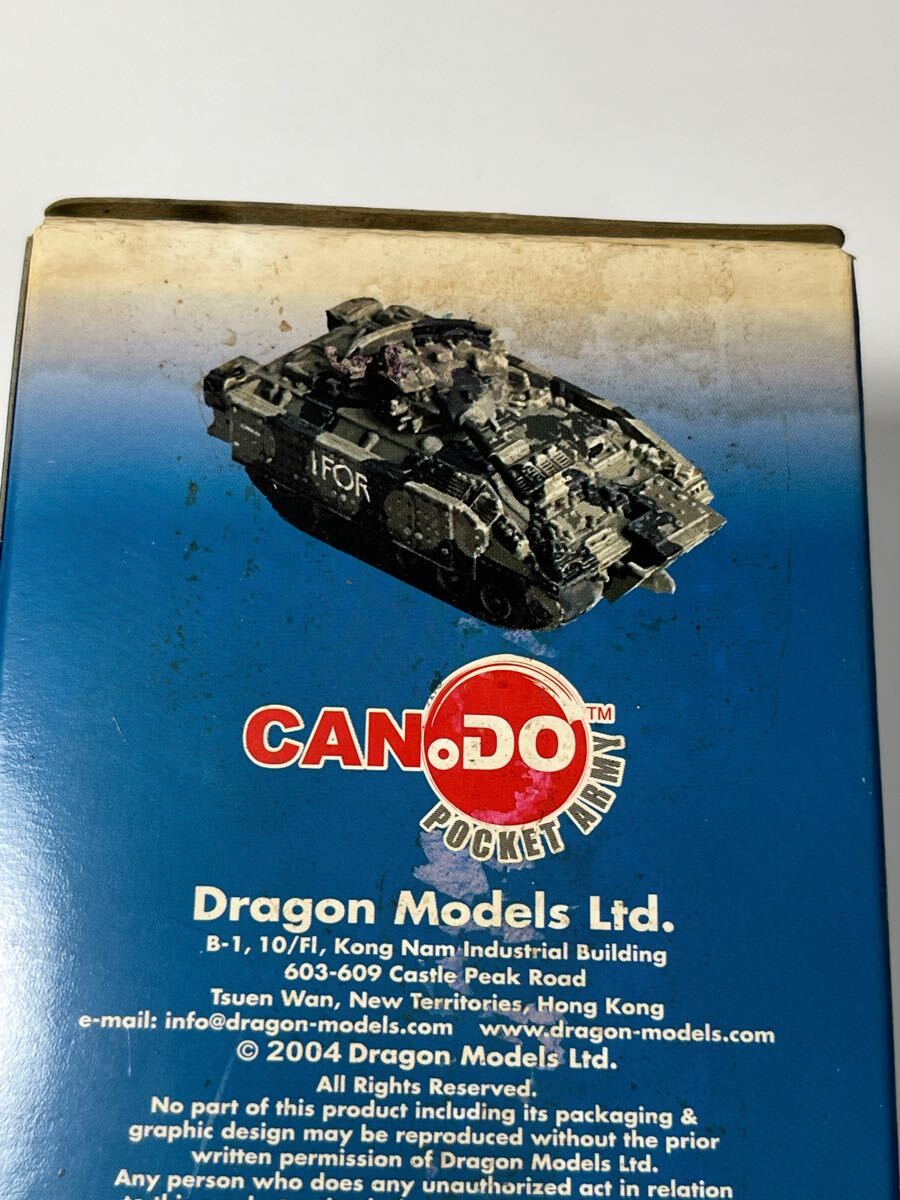 IFOR
CAN.DO™
POCKET ARMY
Dragon Models Ltd.
B-1, 10/Fl, Kong Nam Industrial Building
603-609 Castle Peak Road
Tsuen Wan, New Territories, Hong Kong
e-mail: info@dragon-models.com www.dragon-models.com
© 2004 Dragon Models Ltd.
All Rights Reserved.
No part of this product including its packaging &
graphic design may be reproduced without the prior
written permission of Dragon Models Ltd.
Any person who does any unauthorized act in relation